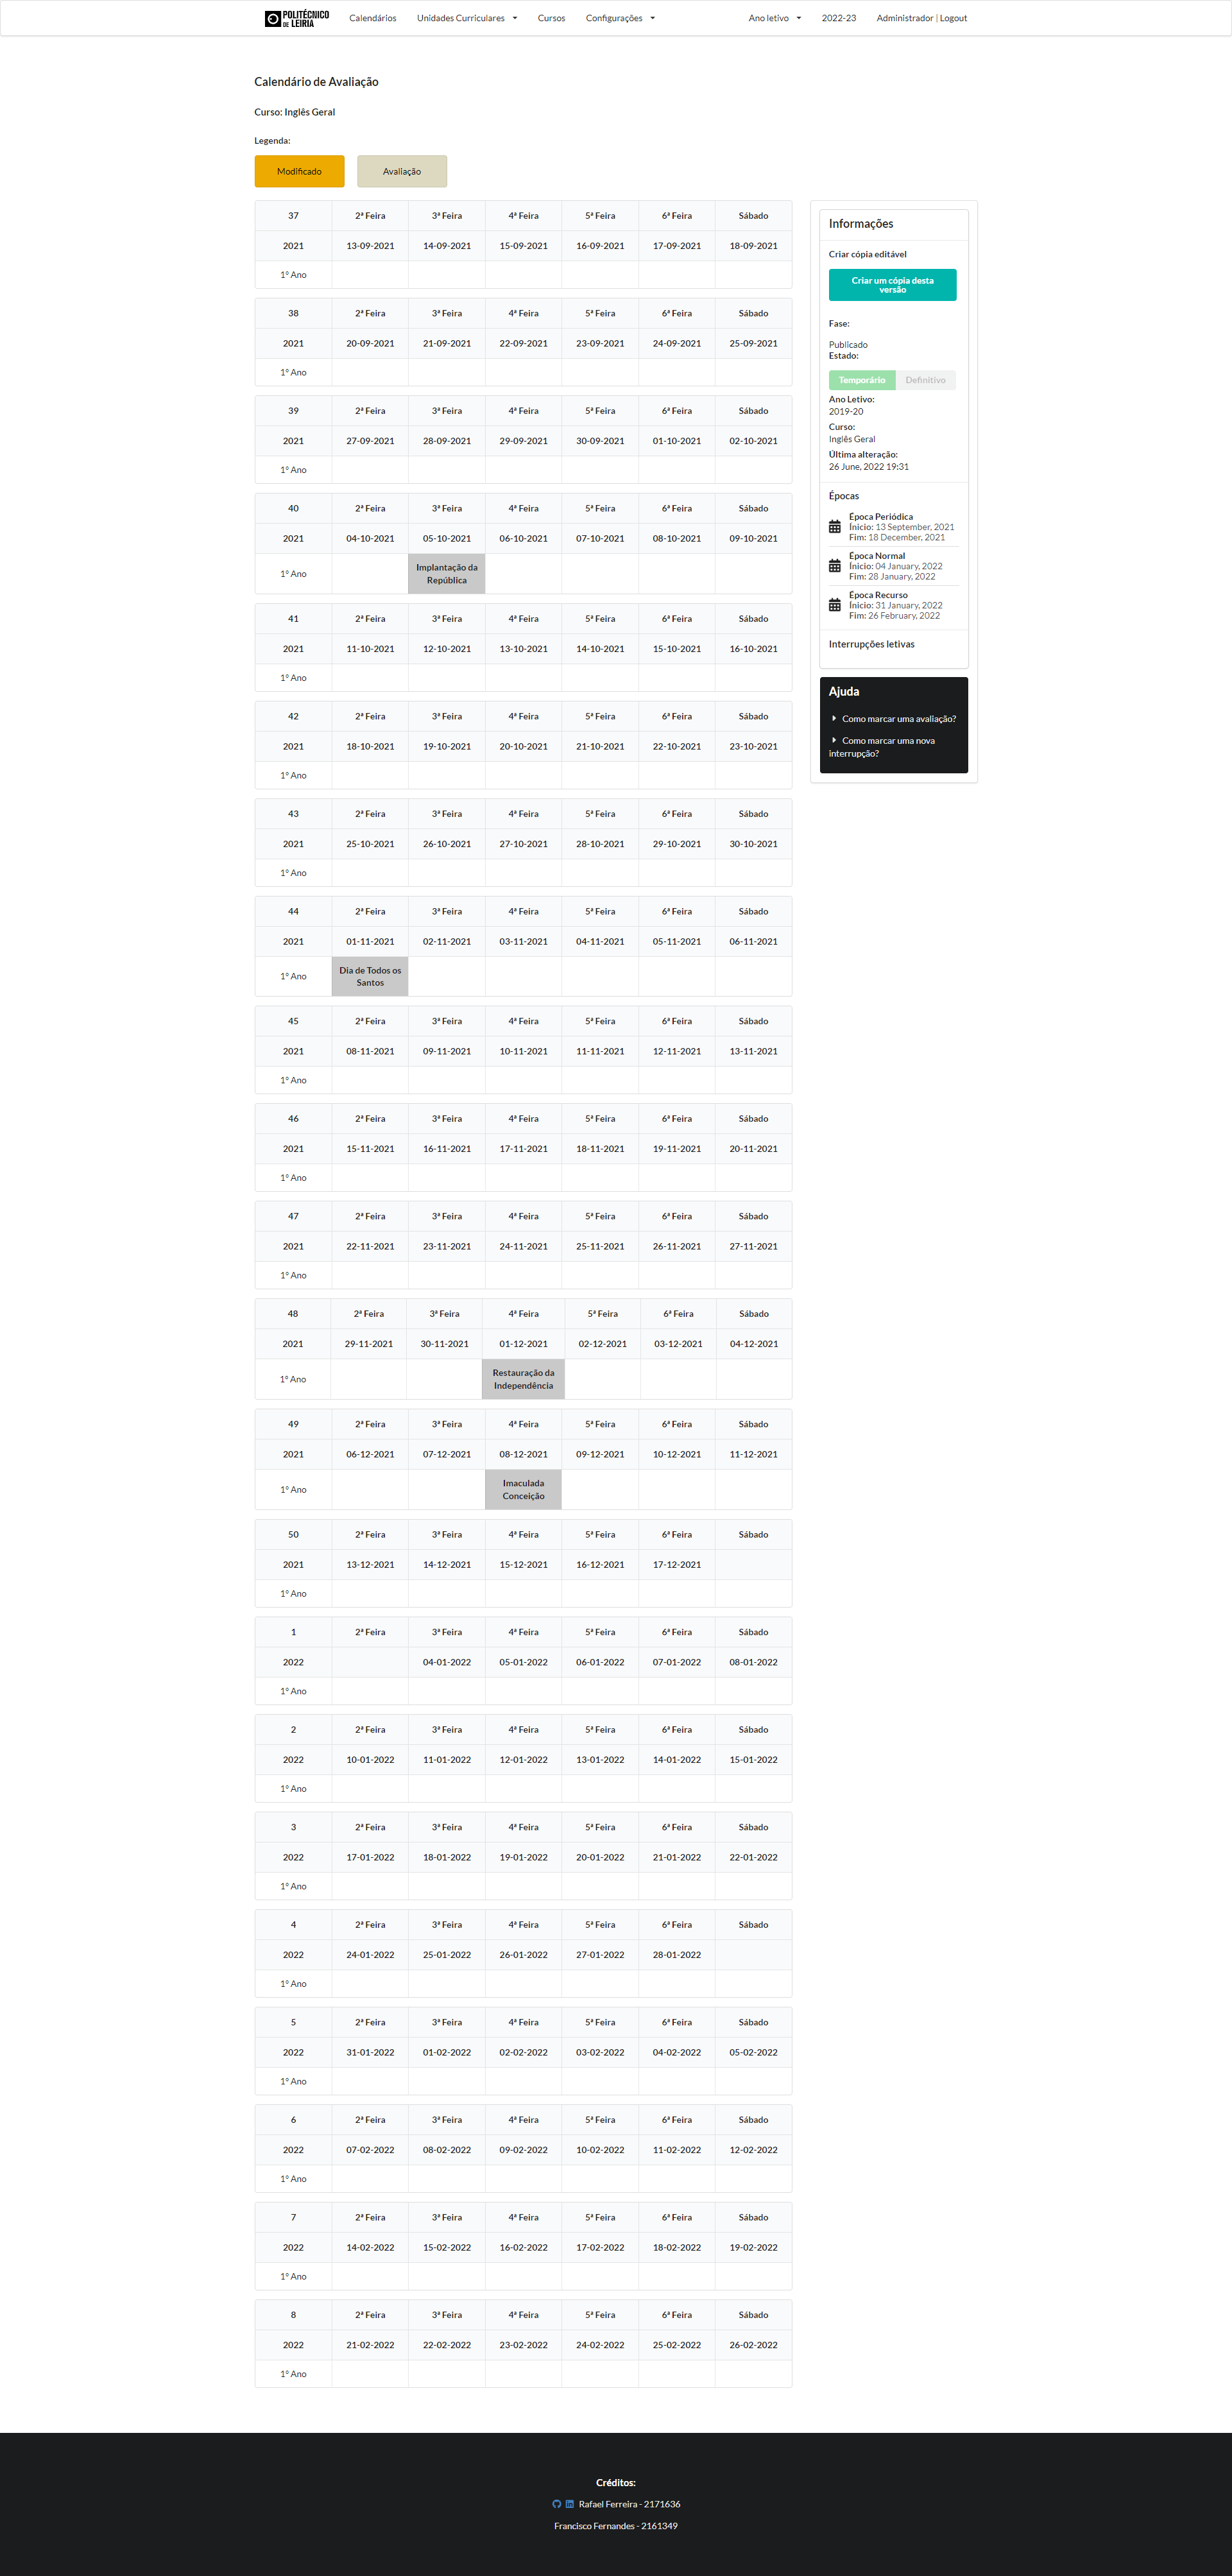 POLITÉCNICO DE LEIRIA Calendários Unidades Curriculares Cursos Configurações Ano letivo 2022-23 Administrador | Logout
Calendário de Avaliação
Curso: Inglês Geral
Legenda:
Modificado Avaliação
37 2ª Feira 3ª Feira 4ª Feira 5ª Feira 6ª Feira Sábado
2021 13-09-2021 14-09-2021 15-09-2021 16-09-2021 17-09-2021 18-09-2021
1º Ano
38 2ª Feira 3ª Feira 4ª Feira 5ª Feira 6ª Feira Sábado
2021 20-09-2021 21-09-2021 22-09-2021 23-09-2021 24-09-2021 25-09-2021
1º Ano
39 2ª Feira 3ª Feira 4ª Feira 5ª Feira 6ª Feira Sábado
2021 27-09-2021 28-09-2021 29-09-2021 30-09-2021 01-10-2021 02-10-2021
1º Ano
40 2ª Feira 3ª Feira 4ª Feira 5ª Feira 6ª Feira Sábado
2021 04-10-2021 05-10-2021 06-10-2021 07-10-2021 08-10-2021 09-10-2021
1º Ano Implantação da
República
41 2ª Feira 3ª Feira 4ª Feira 5ª Feira 6ª Feira Sábado
2021 11-10-2021 12-10-2021 13-10-2021 14-10-2021 15-10-2021 16-10-2021
1º Ano
42 2ª Feira 3ª Feira 4ª Feira 5ª Feira 6ª Feira Sábado
2021 18-10-2021 19-10-2021 20-10-2021 21-10-2021 22-10-2021 23-10-2021
1º Ano
43 2ª Feira 3ª Feira 4ª Feira 5ª Feira 6ª Feira Sábado
2021 25-10-2021 26-10-2021 27-10-2021 28-10-2021 29-10-2021 30-10-2021
1º Ano
44 2ª Feira 3ª Feira 4ª Feira 5ª Feira 6ª Feira Sábado
2021 01-11-2021 02-11-2021 03-11-2021 04-11-2021 05-11-2021 06-11-2021
1º Ano Dia de Todos os
Santos
45 2ª Feira 3ª Feira 4ª Feira 5ª Feira 6ª Feira Sábado
2021 08-11-2021 09-11-2021 10-11-2021 11-11-2021 12-11-2021 13-11-2021
1º Ano
46 2ª Feira 3ª Feira 4ª Feira 5ª Feira 6ª Feira Sábado
2021 15-11-2021 16-11-2021 17-11-2021 18-11-2021 19-11-2021 20-11-2021
1º Ano
47 2ª Feira 3ª Feira 4ª Feira 5ª Feira 6ª Feira Sábado
2021 22-11-2021 23-11-2021 24-11-2021 25-11-2021 26-11-2021 27-11-2021
1º Ano
48 2ª Feira 3ª Feira 4ª Feira 5ª Feira 6ª Feira Sábado
2021 29-11-2021 30-11-2021 01-12-2021 02-12-2021 03-12-2021 04-12-2021
1º Ano Restauração da
Independência
49 2ª Feira 3ª Feira 4ª Feira 5ª Feira 6ª Feira Sábado
2021 06-12-2021 07-12-2021 08-12-2021 09-12-2021 10-12-2021 11-12-2021
1º Ano Imaculada
Conceição
50 2ª Feira 3ª Feira 4ª Feira 5ª Feira 6ª Feira Sábado
2021 13-12-2021 14-12-2021 15-12-2021 16-12-2021 17-12-2021
1º Ano
1 2ª Feira 3ª Feira 4ª Feira 5ª Feira 6ª Feira Sábado
2022 04-01-2022 05-01-2022 06-01-2022 07-01-2022 08-01-2022
1º Ano
2 2ª Feira 3ª Feira 4ª Feira 5ª Feira 6ª Feira Sábado
2022 10-01-2022 11-01-2022 12-01-2022 13-01-2022 14-01-2022 15-01-2022
1º Ano
3 2ª Feira 3ª Feira 4ª Feira 5ª Feira 6ª Feira Sábado
2022 17-01-2022 18-01-2022 19-01-2022 20-01-2022 21-01-2022 22-01-2022
1º Ano
4 2ª Feira 3ª Feira 4ª Feira 5ª Feira 6ª Feira Sábado
2022 24-01-2022 25-01-2022 26-01-2022 27-01-2022 28-01-2022
1º Ano
5 2ª Feira 3ª Feira 4ª Feira 5ª Feira 6ª Feira Sábado
2022 31-01-2022 01-02-2022 02-02-2022 03-02-2022 04-02-2022 05-02-2022
1º Ano
6 2ª Feira 3ª Feira 4ª Feira 5ª Feira 6ª Feira Sábado
2022 07-02-2022 08-02-2022 09-02-2022 10-02-2022 11-02-2022 12-02-2022
1º Ano
7 2ª Feira 3ª Feira 4ª Feira 5ª Feira 6ª Feira Sábado
2022 14-02-2022 15-02-2022 16-02-2022 17-02-2022 18-02-2022 19-02-2022
1º Ano
8 2ª Feira 3ª Feira 4ª Feira 5ª Feira 6ª Feira Sábado
2022 21-02-2022 22-02-2022 23-02-2022 24-02-2022 25-02-2022 26-02-2022
1º Ano
Informações
Criar cópia editável
Criar um cópia desta
versão
Fase:
Publicado
Estado:
Temporário Definitivo
Ano Letivo:
2019-20
Curso:
Inglês Geral
Última alteração:
26 June, 2022 19:31
Épocas
Época Periódica
Ínicio: 13 September, 2021
Fim: 18 December, 2021
Época Normal
Ínicio: 04 January, 2022
Fim: 28 January, 2022
Época Recurso
Ínicio: 31 January, 2022
Fim: 26 February, 2022
Interrupções letivas
Ajuda
Como marcar uma avaliação?
Como marcar uma nova
interrupção?
Créditos:
Rafael Ferreira - 2171636
Francisco Fernandes - 2161349